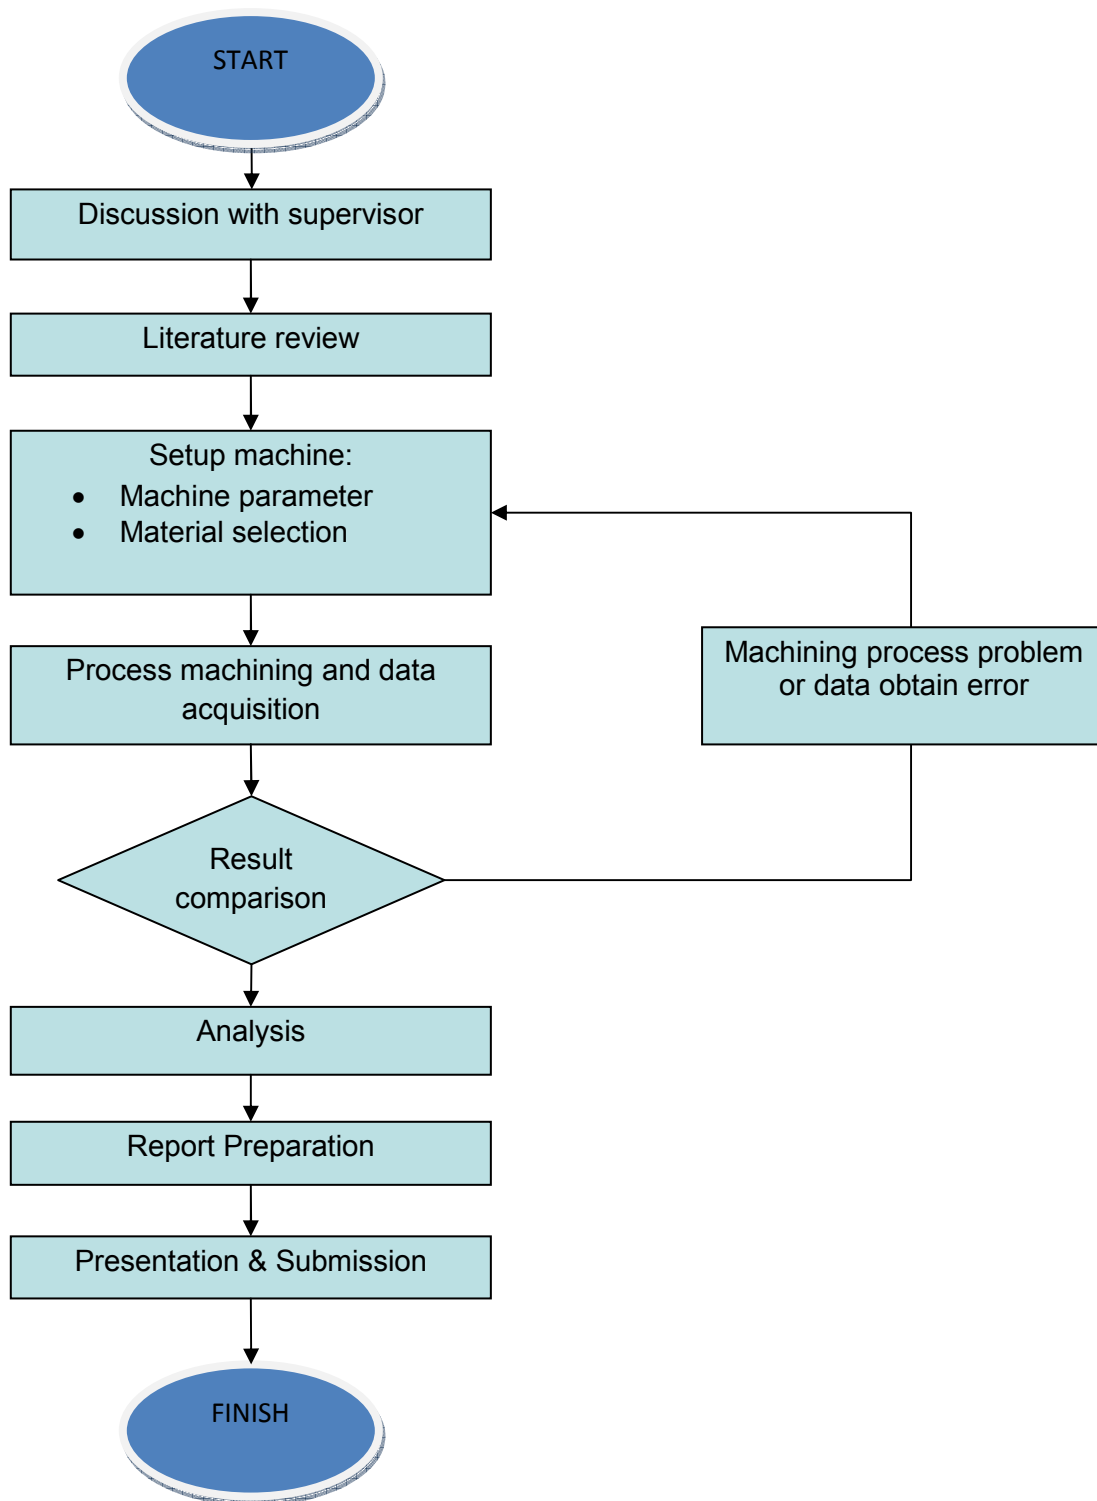 START
Discussion with supervisor
Literature review
Setup machine:
• Machine parameter
• Material selection
Process machining and data
acquisition
Machining process problem
or data obtain error
Result
comparison
Analysis
Report Preparation
Presentation & Submission
FINISH